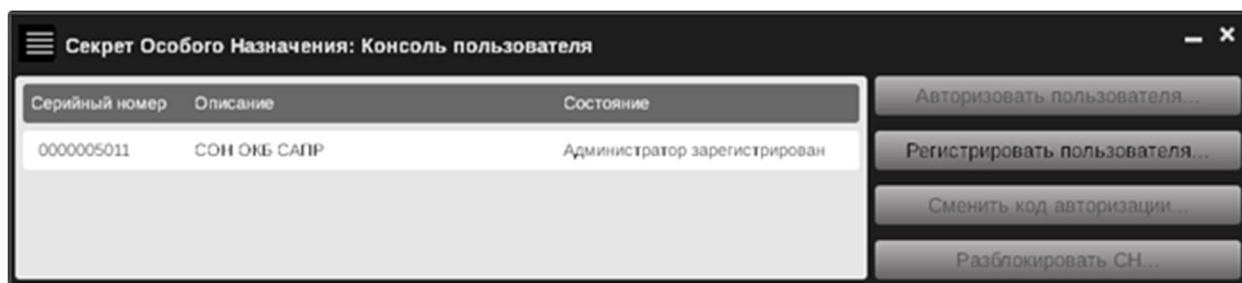 Секрет Особого Назначения: Консоль пользователя
Серийный номер Описание Состояние
0000005011 СОН ОКБ САПР Администратор зарегистрирован
Авторизовать пользователя...
Регистрировать пользователя...
Сменить код авторизации...
Разблокировать СН...